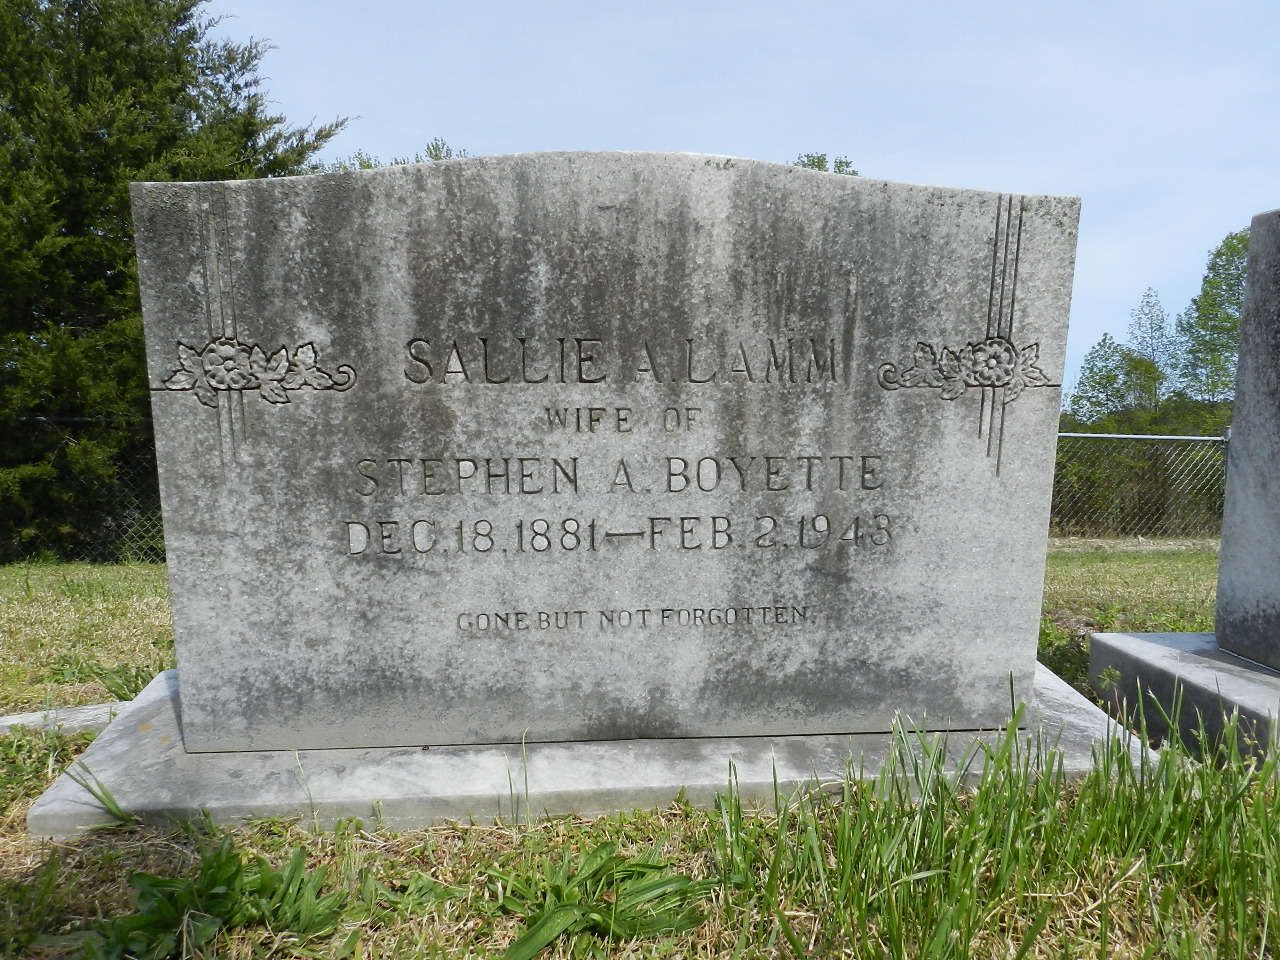 SALLIE A. LAMM
WIFE OF
STEPHEN A. BOYETTE
DEC. 18, 1881—FEB. 2, 1943
GONE BUT NOT FORGOTTEN.